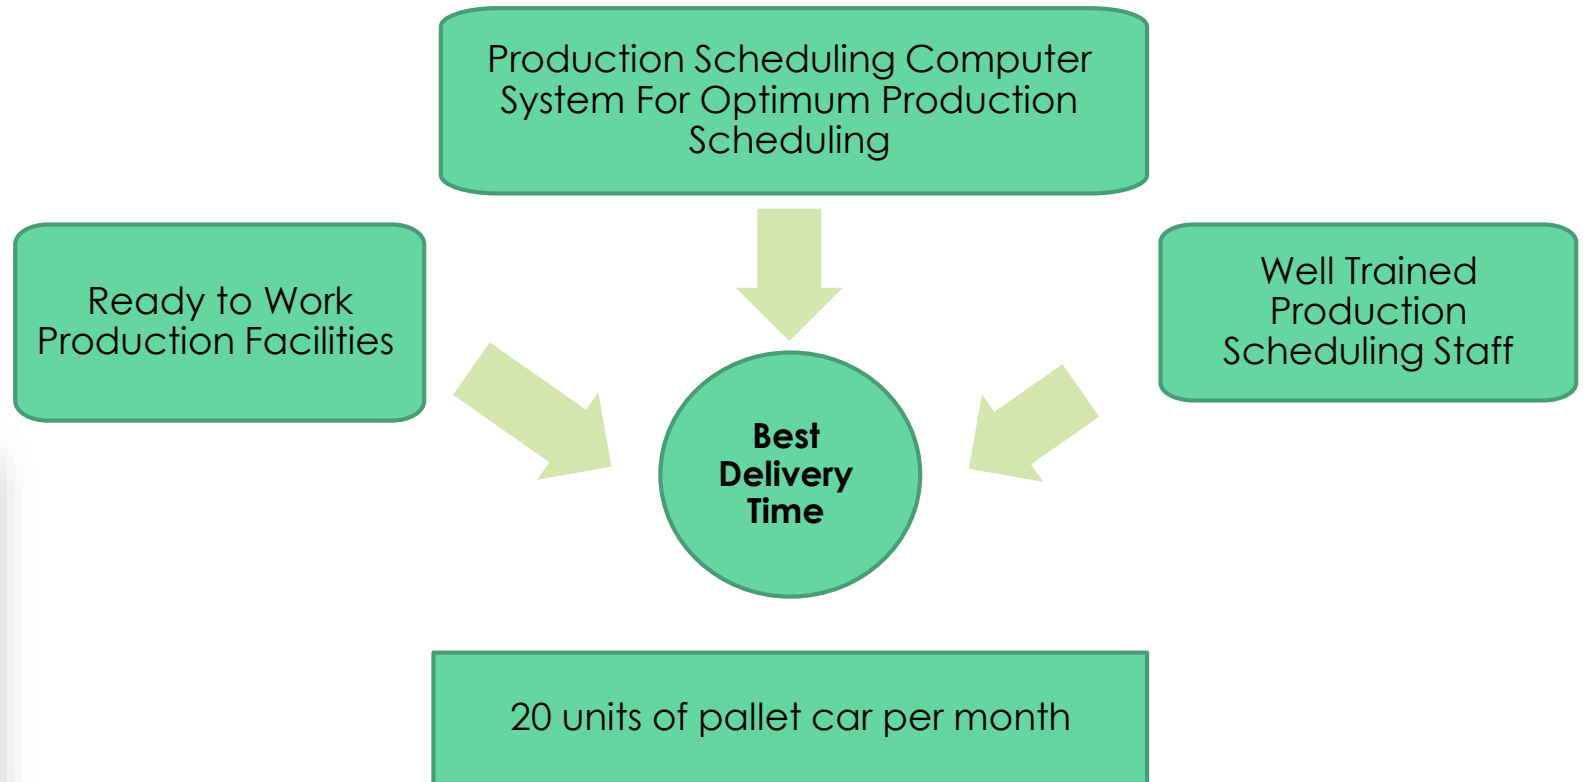 Production Scheduling Computer
System For Optimum Production
Scheduling
Ready to Work
Production Facilities
Well Trained
Production
Scheduling Staff
Best
Delivery
Time
20 units of pallet car per month